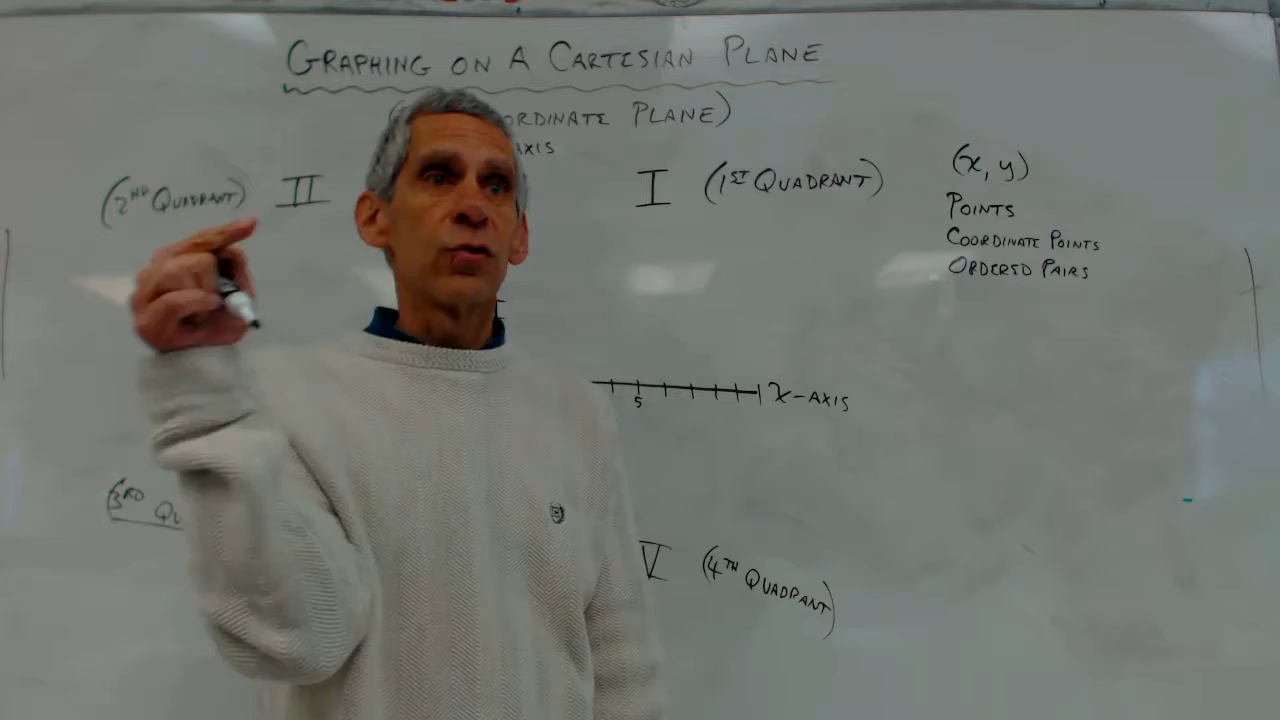 GRAPHING ON A CARTESIAN PLANE
ORDINATE PLANE)
AXIS
(2ND QUADRANT) II
I (1ST QUADRANT)
(x, y)
POINTS
COORDINATE POINTS
ORDERED PAIRS
5
X-AXIS
(3RD QU
V (4TH QUADRANT)